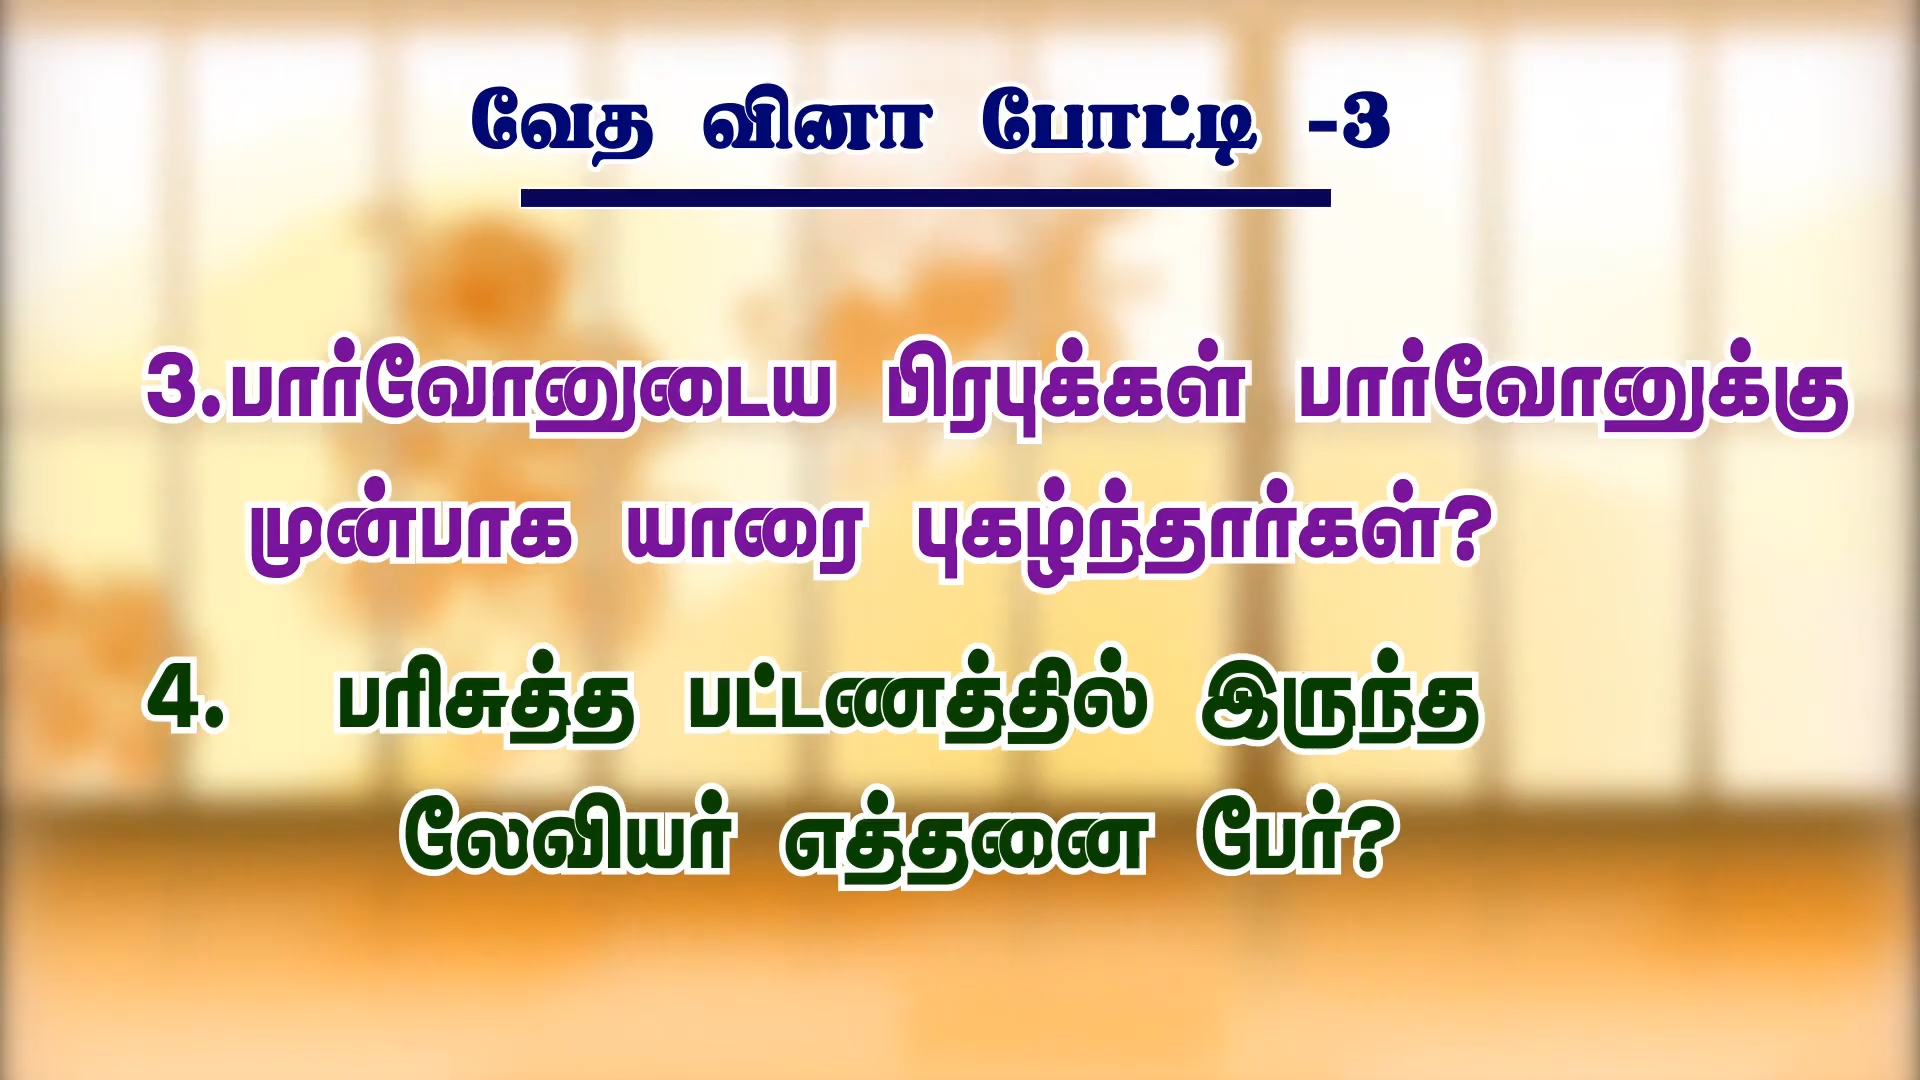 வேத வினா போட்டி -3
3.பார்வோனுடைய பிரபுக்கள் பார்வோனுக்கு
முன்பாக யாரை புகழ்ந்தார்கள்?
4. பரிசுத்த பட்டணத்தில் இருந்த
லேவியர் எத்தனை பேர்?